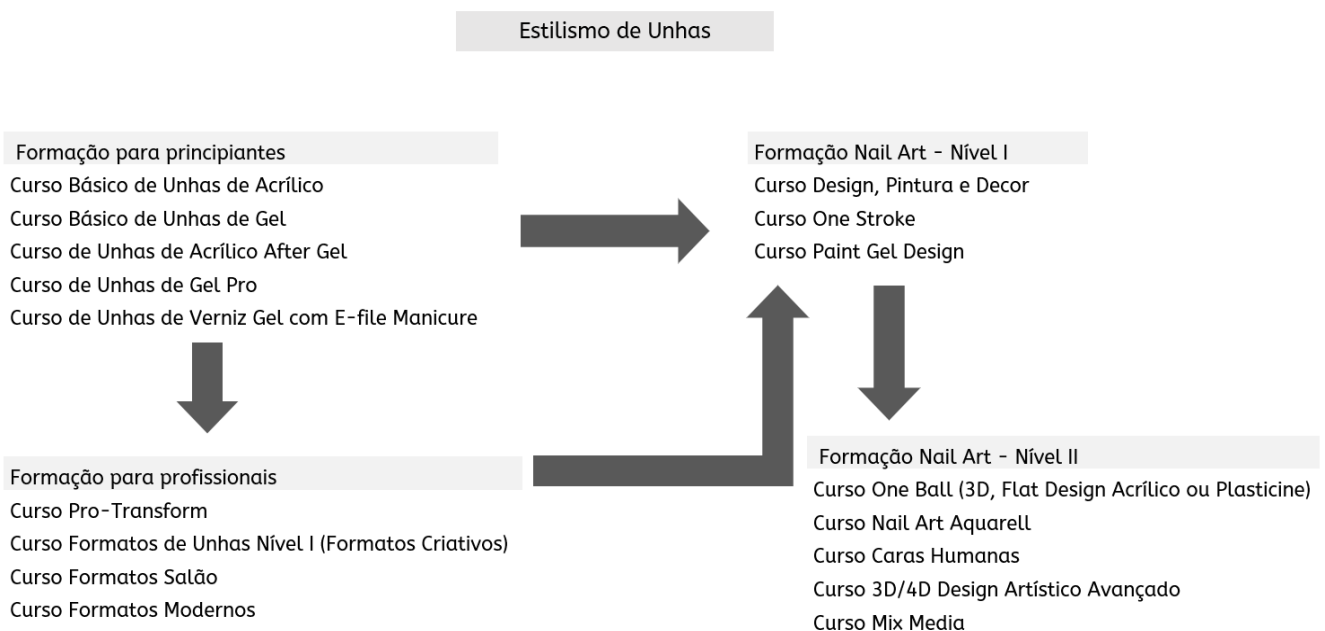 Estilismo de Unhas
Formação para principiantes
Curso Básico de Unhas de Acrílico
Curso Básico de Unhas de Gel
Curso de Unhas de Acrílico After Gel
Curso de Unhas de Gel Pro
Curso de Unhas de Verniz Gel com E-file Manicure
Formação Nail Art - Nível I
Curso Design, Pintura e Decor
Curso One Stroke
Curso Paint Gel Design
Formação para profissionais
Curso Pro-Transform
Curso Formatos de Unhas Nível I (Formatos Criativos)
Curso Formatos Salão
Curso Formatos Modernos
Formação Nail Art - Nível II
Curso One Ball (3D, Flat Design Acrílico ou Plasticine)
Curso Nail Art Aquarell
Curso Caras Humanas
Curso 3D/4D Design Artístico Avançado
Curso Mix Media